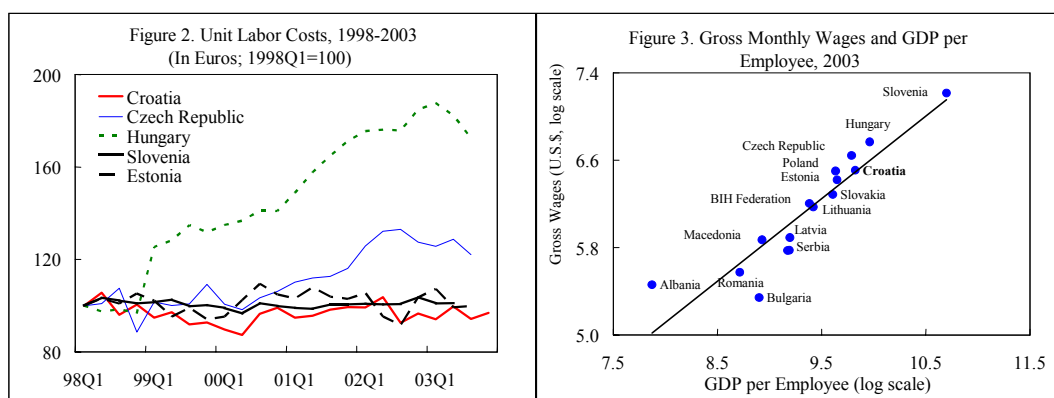 Figure 2. Unit Labor Costs, 1998-2003
(In Euros; 1998Q1=100)
200
160
120
80
Croatia
Czech Republic
Hungary
Slovenia
Estonia
98Q1
99Q1
00Q1
01Q1
02Q1
03Q1
Figure 3. Gross Monthly Wages and GDP per
Employee, 2003
Gross Wages (U.S.$, log scale)
7.4
6.6
5.8
5.0
Slovenia
Hungary
Czech Republic
Poland
Croatia
Estonia
Slovakia
BIH Federation
Lithuania
Macedonia
Latvia
Serbia
Albania
Romania
Bulgaria
7.5
8.5
9.5
10.5
11.5
GDP per Employee (log scale)